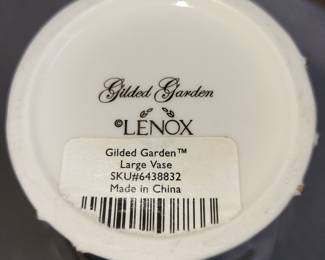 Gilded Garden
©LENOX
Gilded Garden™
Large Vase
SKU#6438832
Made in China